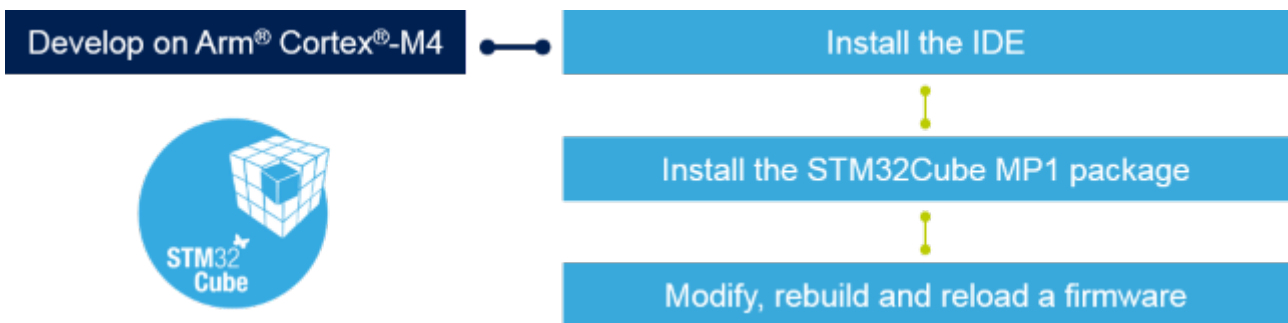 Develop on Arm® Cortex®-M4
Install the IDE
Install the STM32Cube MP1 package
STM32
Cube
Modify, rebuild and reload a firmware